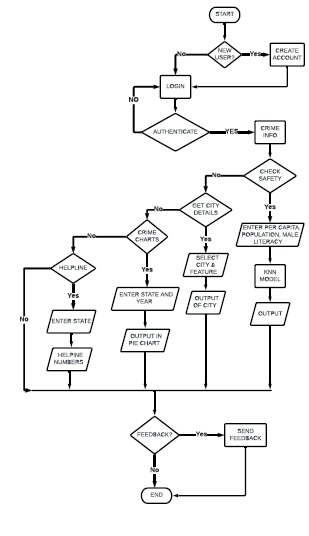 START
NEW
USER?
No
Yes
CREATE
ACCOUNT
LOGIN
NO
AUTHENTICATE
YES
CRIME
INFO
CHECK
SAFETY
No
Yes
GET CITY
DETAILS
No
Yes
CRIME
CHARTS
No
Yes
HELPLINE
No
Yes
ENTER PER CAPITA,
POPULATION, MALE
LITERACY
SELECT
CITY &
FEATURE
KNN
MODEL
ENTER STATE AND
YEAR
OUTPUT
OF CITY
OUTPUT
ENTER STATE
OUTPUT IN
PIE CHART
HELPINE
NUMBERS
FEEDBACK?
Yes
SEND
FEEDBACK
No
END